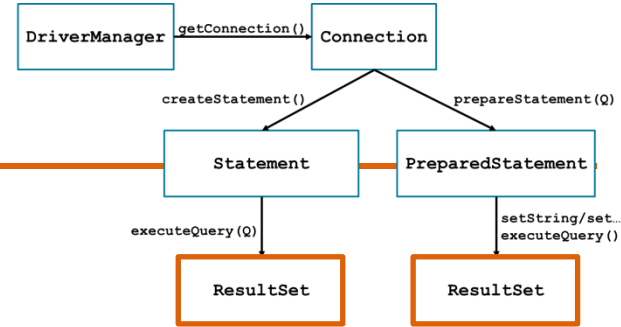 DriverManager
getConnection()
Connection
createStatement()
prepareStatement(Q)
Statement
PreparedStatement
executeQuery(Q)
setString/set…
executeQuery()
ResultSet
ResultSet